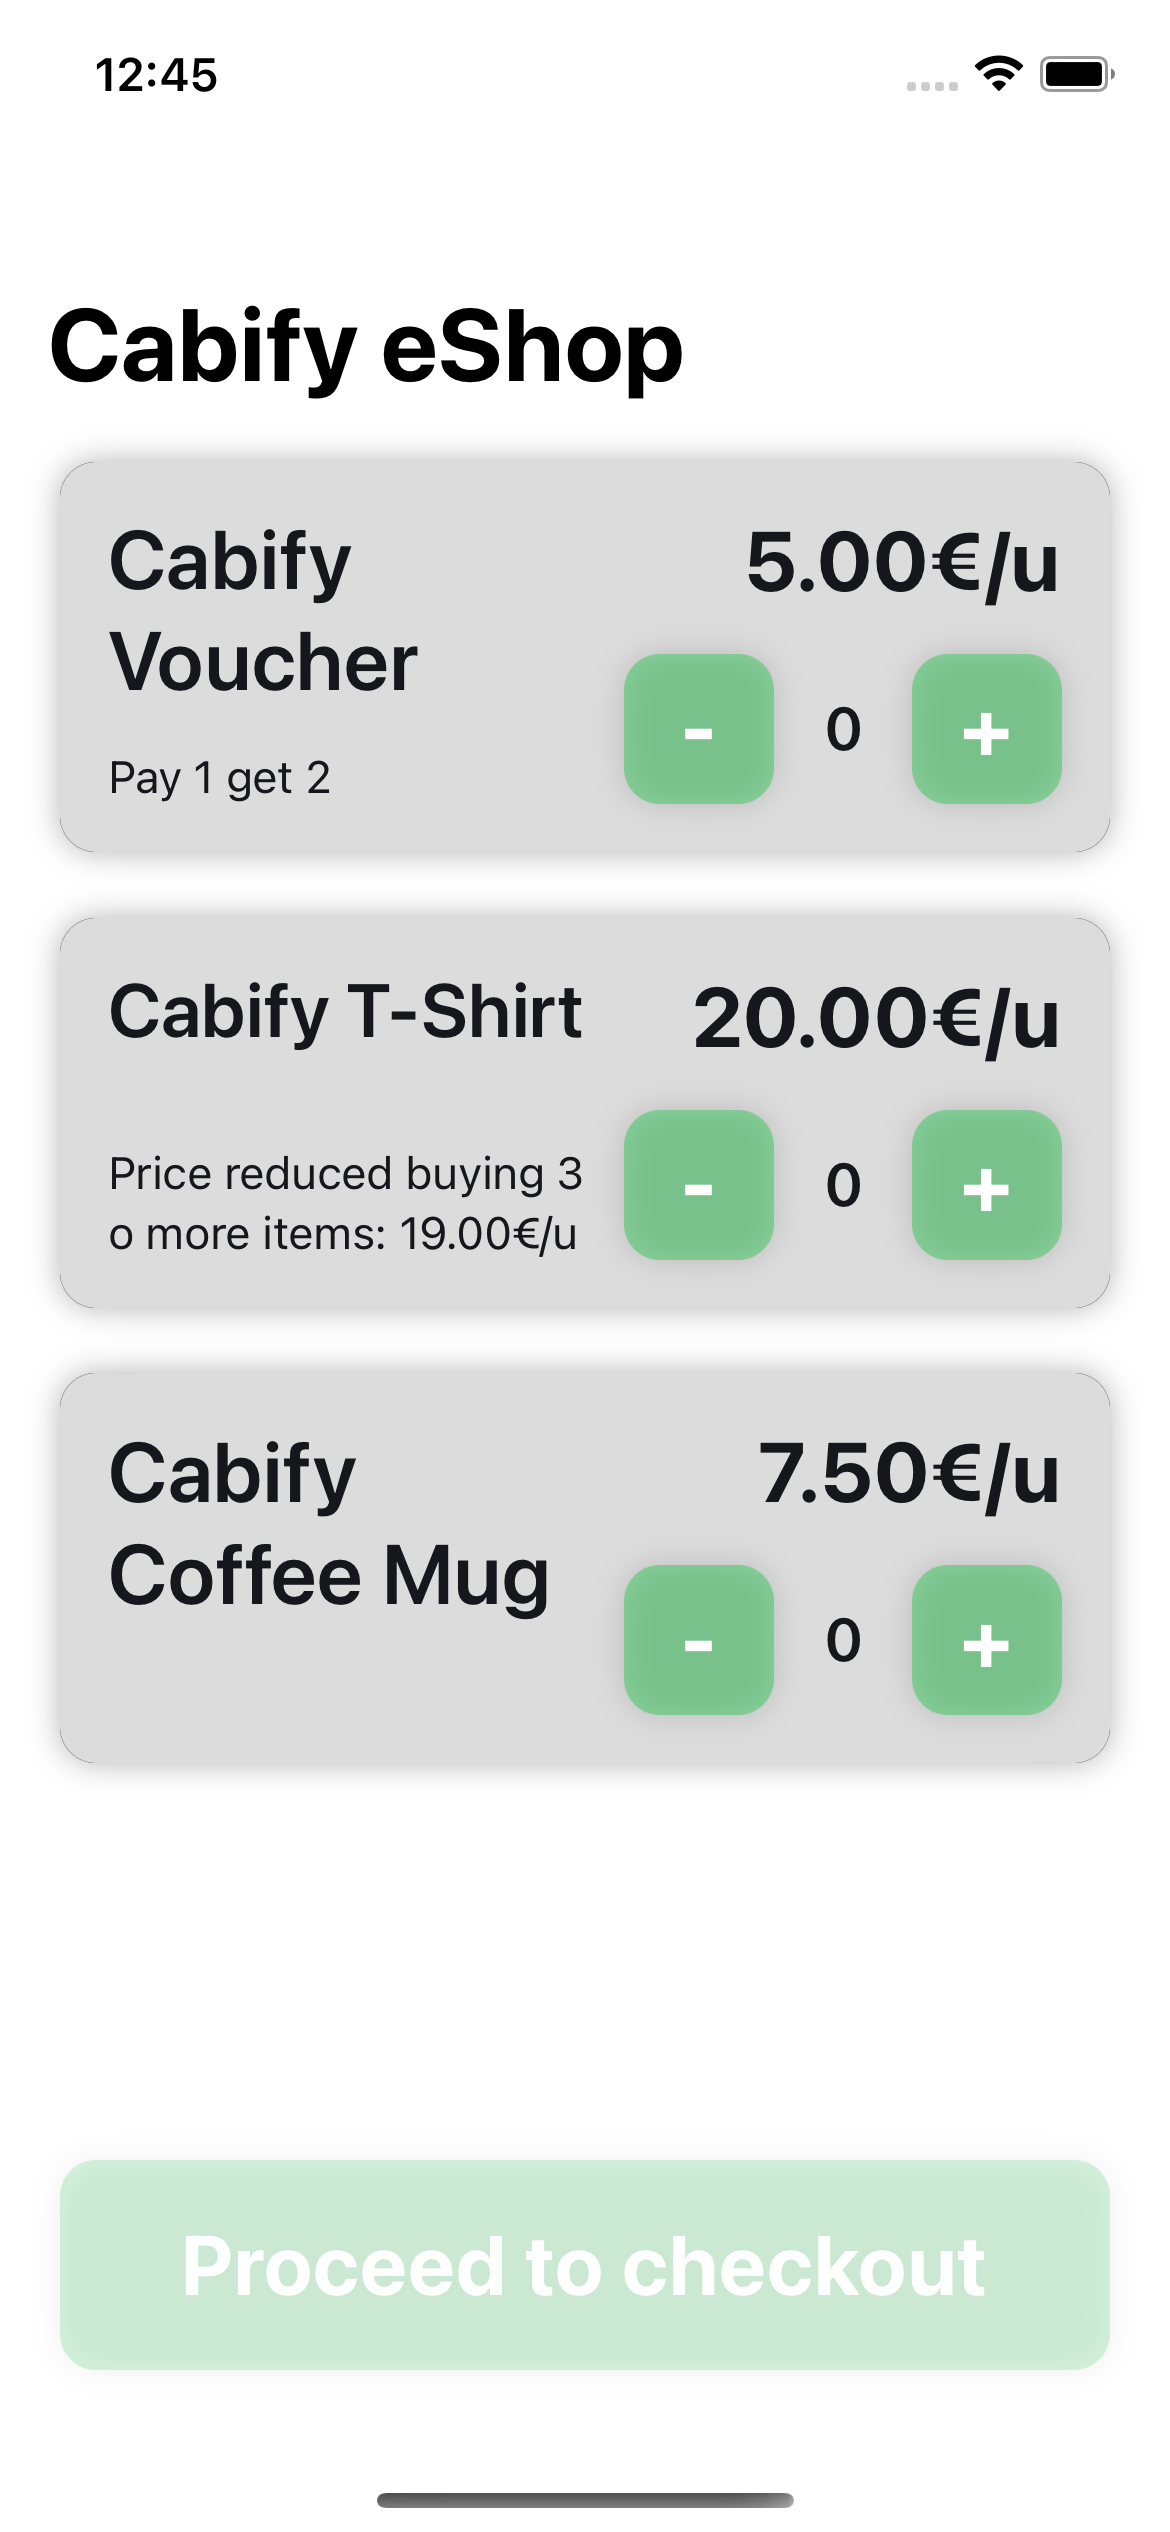 12:45
Cabify eShop
Cabify
Voucher
5.00€/u
Pay 1 get 2
- 0 +
Cabify T-Shirt
20.00€/u
Price reduced buying 3
o more items: 19.00€/u
- 0 +
Cabify
Coffee Mug
7.50€/u
- 0 +
Proceed to checkout